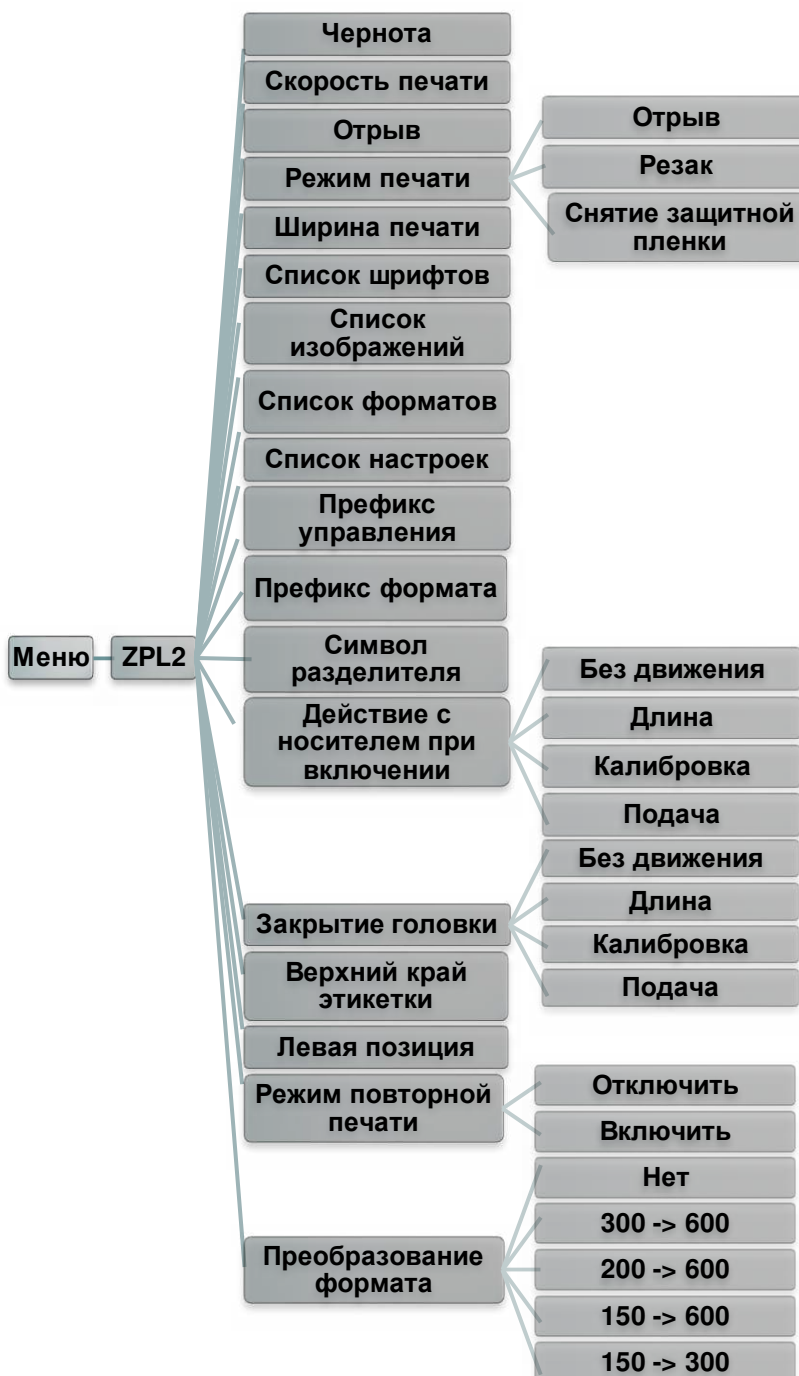 Чернота
Скорость печати
Отрыв
Режим печати
Отрыв
Резак
Снятие защитной
пленки
Ширина печати
Список шрифтов
Список
изображений
Список форматов
Список настроек
Префикс
управления
Префикс формата
Меню
ZPL2
Символ
разделителя
Действие с
носителем при
включении
Без движения
Длина
Калибровка
Подача
Закрытие головки
Без движения
Длина
Калибровка
Подача
Верхний край
этикетки
Левая позиция
Режим повторной
печати
Отключить
Включить
Преобразование
формата
Нет
300 -> 600
200 -> 600
150 -> 600
150 -> 300